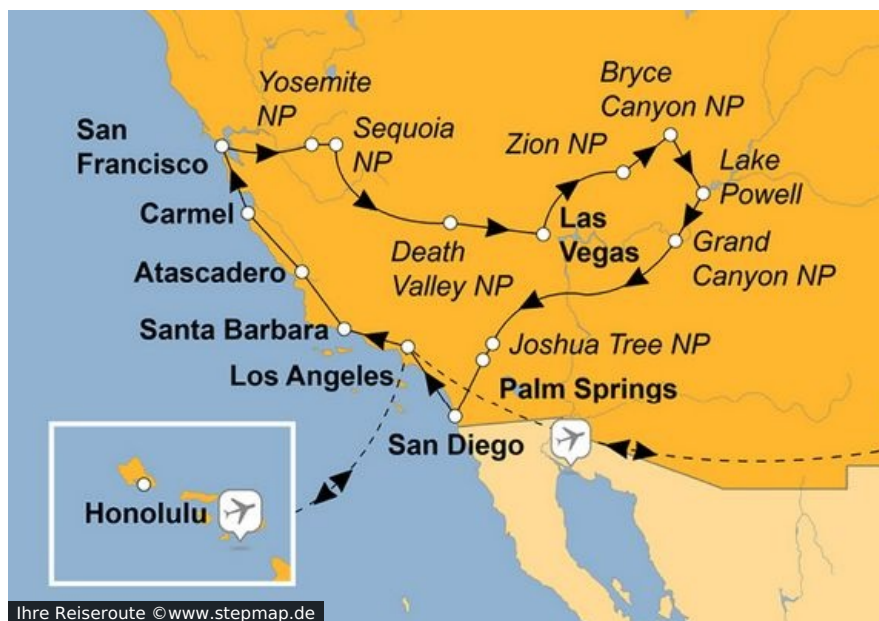 Yosemite
NP
Bryce
Canyon NP
San
Francisco
Sequoia
NP
Zion NP
Lake
Powell
Carmel
Las
Vegas
Death
Valley NP
Grand
Canyon NP
Atascadero
Santa Barbara
Joshua Tree NP
Los Angeles
Palm Springs
San Diego
Honolulu
Ihre Reiseroute ©www.stepmap.de